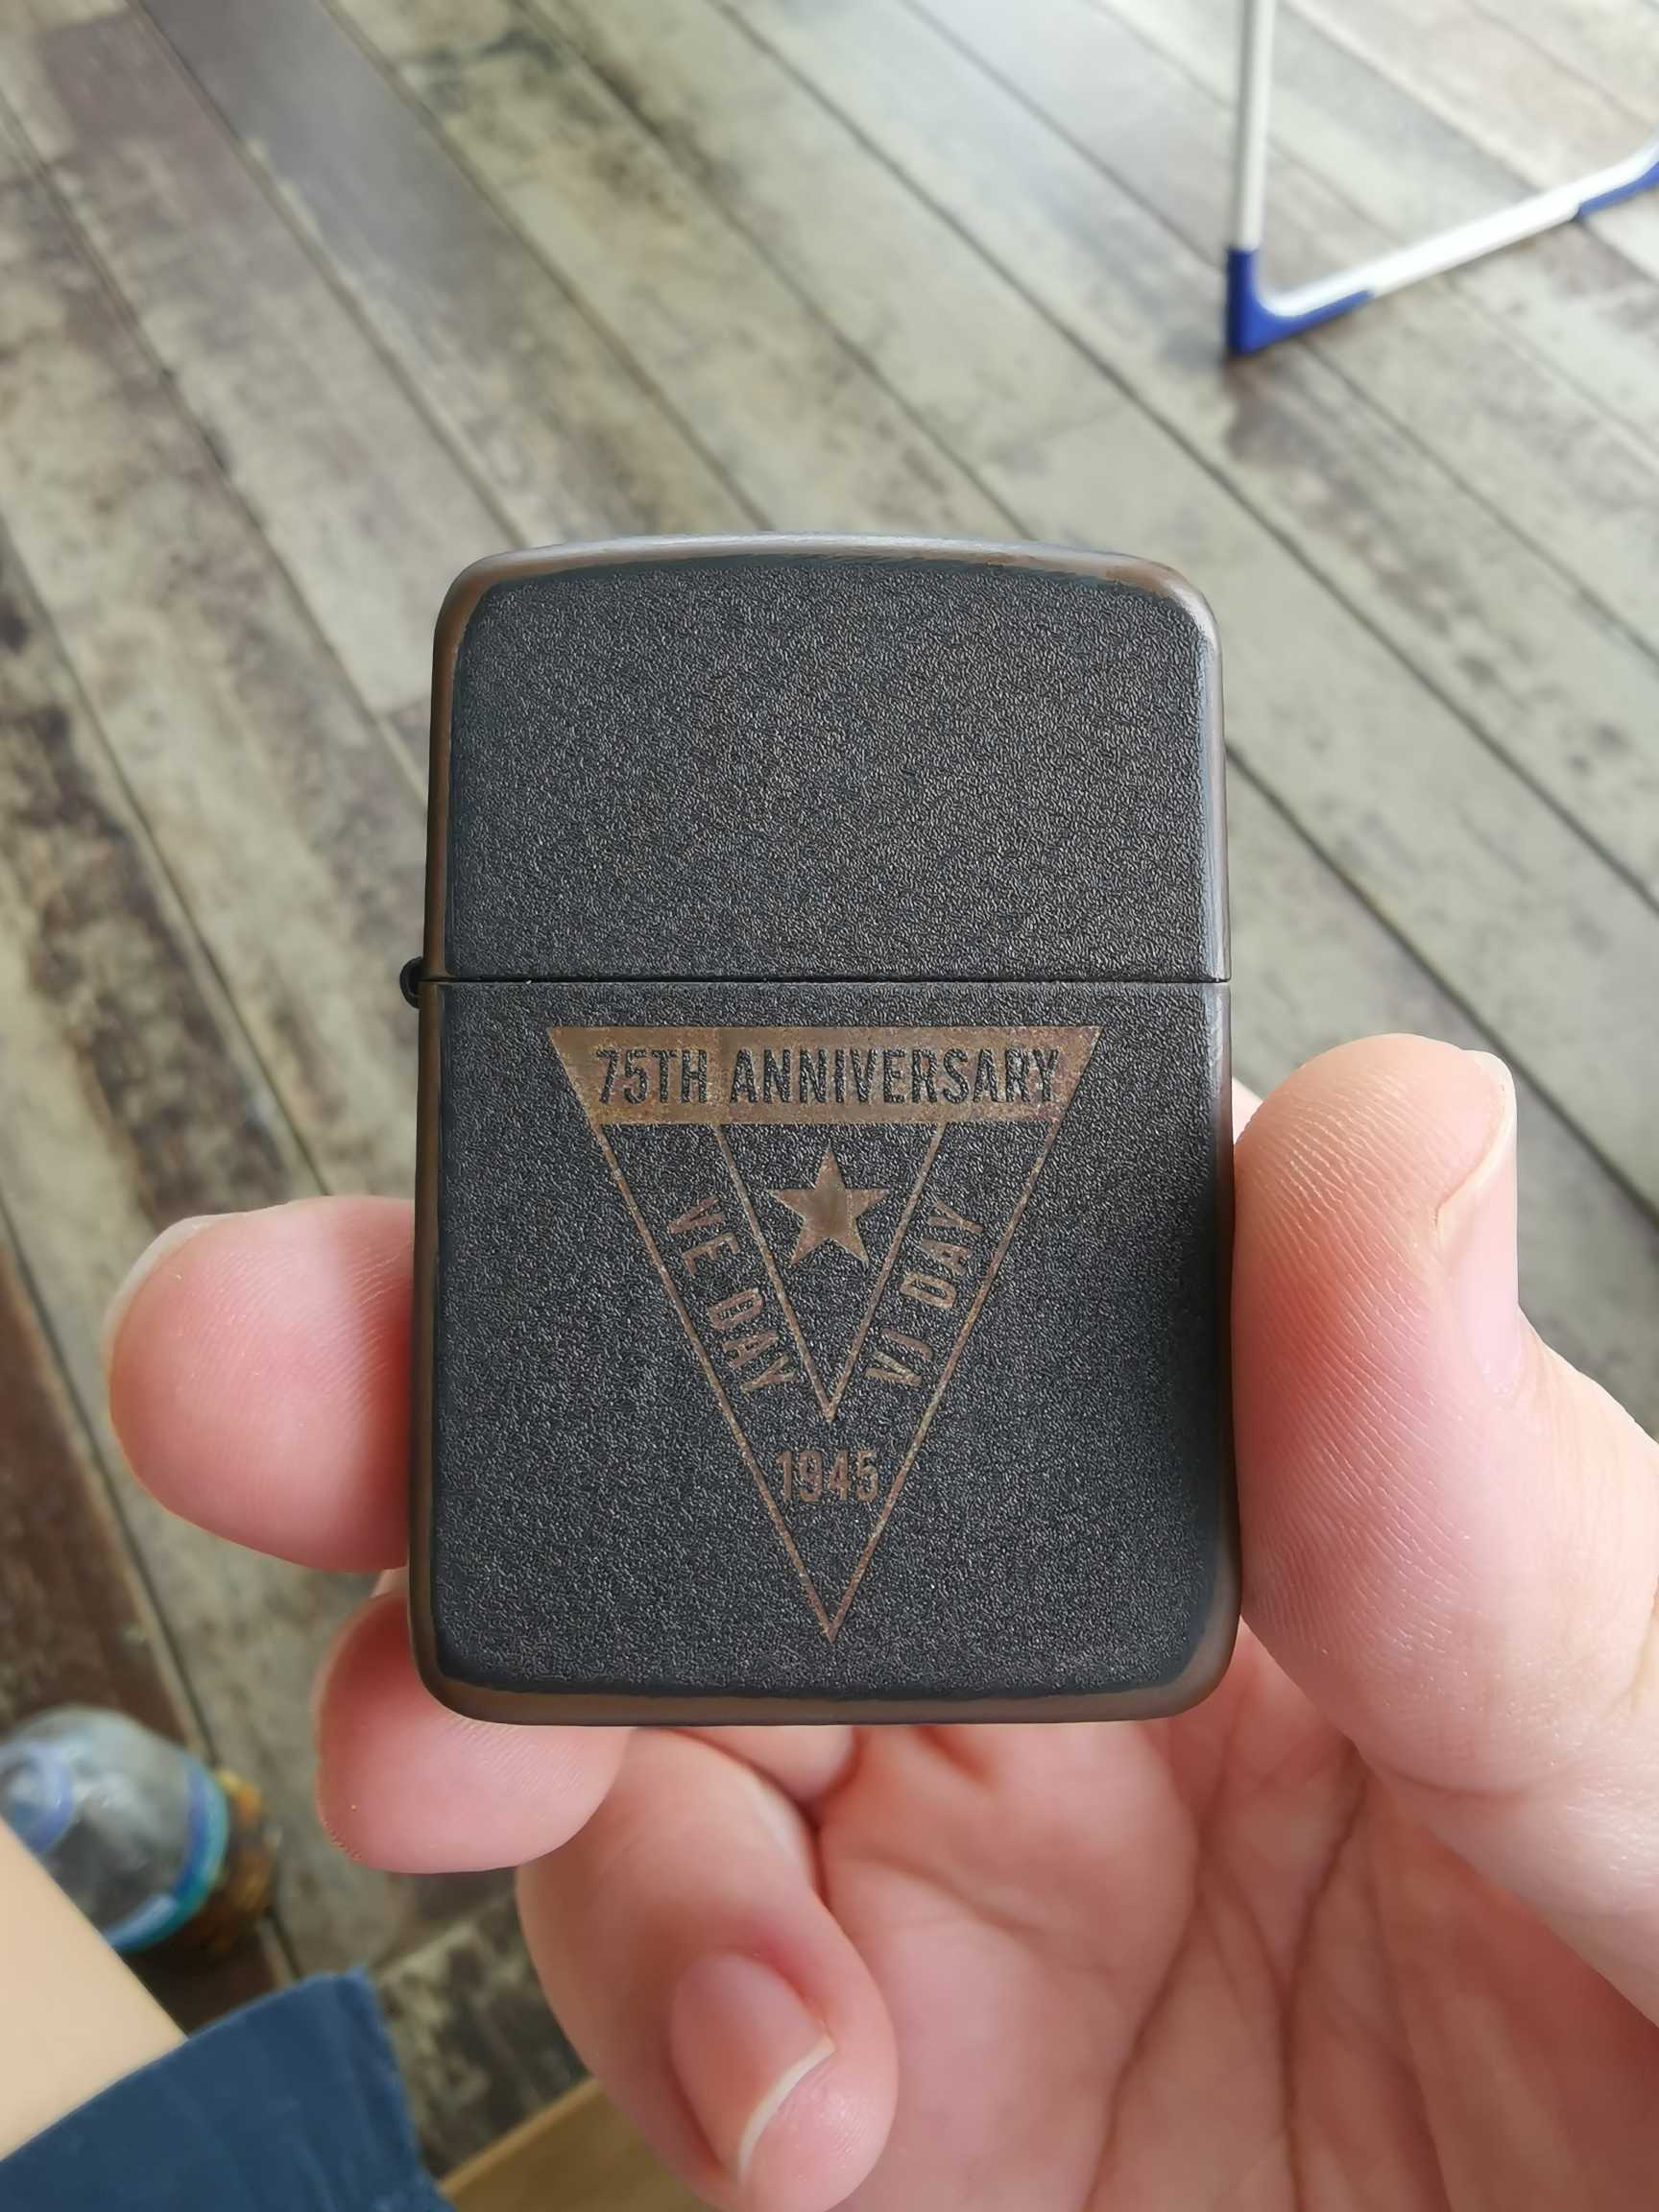 75TH ANNIVERSARY
VE DAY
VJ DAY
1945